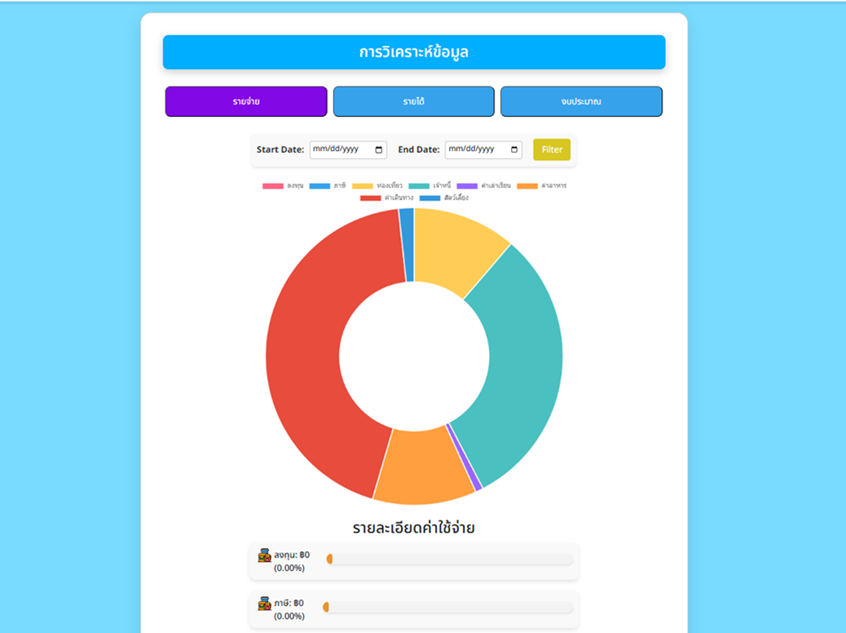 การวิเคราะห์ข้อมูล
รายจ่าย รายได้ งบประมาณ
Start Date: mm/dd/yyyy End Date: mm/dd/yyyy Filter
ลงทุน ภาษี ท่องเที่ยว เจ้าหนี้ ค่าเล่าเรียน ค่าอาหาร
ค่าเดินทาง สัตว์เลี้ยง
รายละเอียดค่าใช้จ่าย
ลงทุน: ฿0
(0.00%)
ภาษี: ฿0
(0.00%)